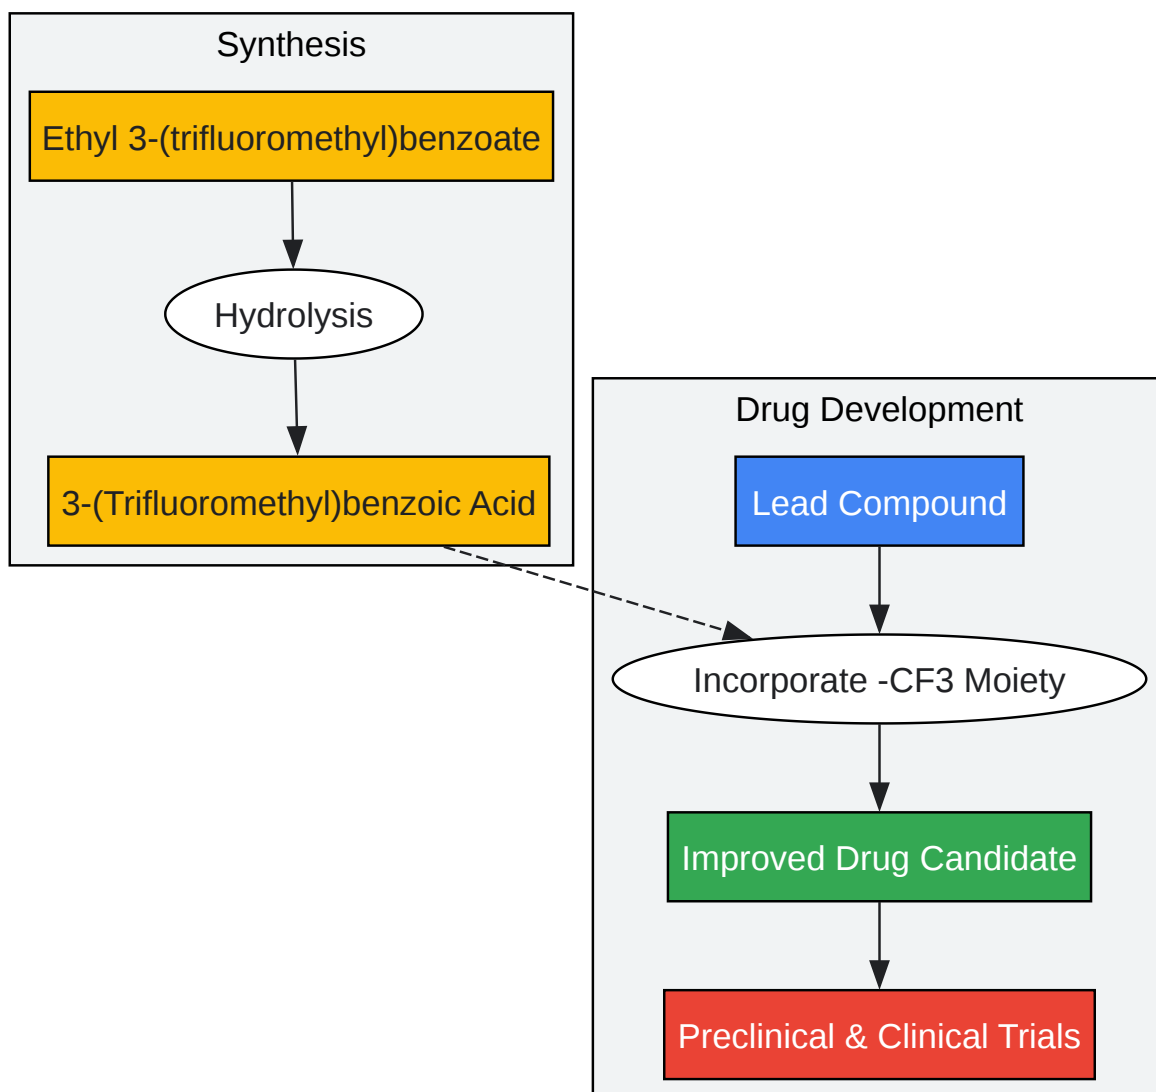 Synthesis
Ethyl 3-(trifluoromethyl)benzoate
Hydrolysis
3-(Trifluoromethyl)benzoic Acid
Drug Development
Lead Compound
Incorporate -CF3 Moiety
Improved Drug Candidate
Preclinical & Clinical Trials